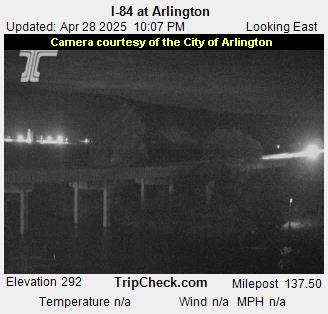 I-84 at Arlington
Updated: Apr 28 2025 10:07 PM Looking East
Camera courtesy of the City of Arlington
Elevation 292 TripCheck.com Milepost 137.50
Temperature n/a Wind n/a MPH n/a